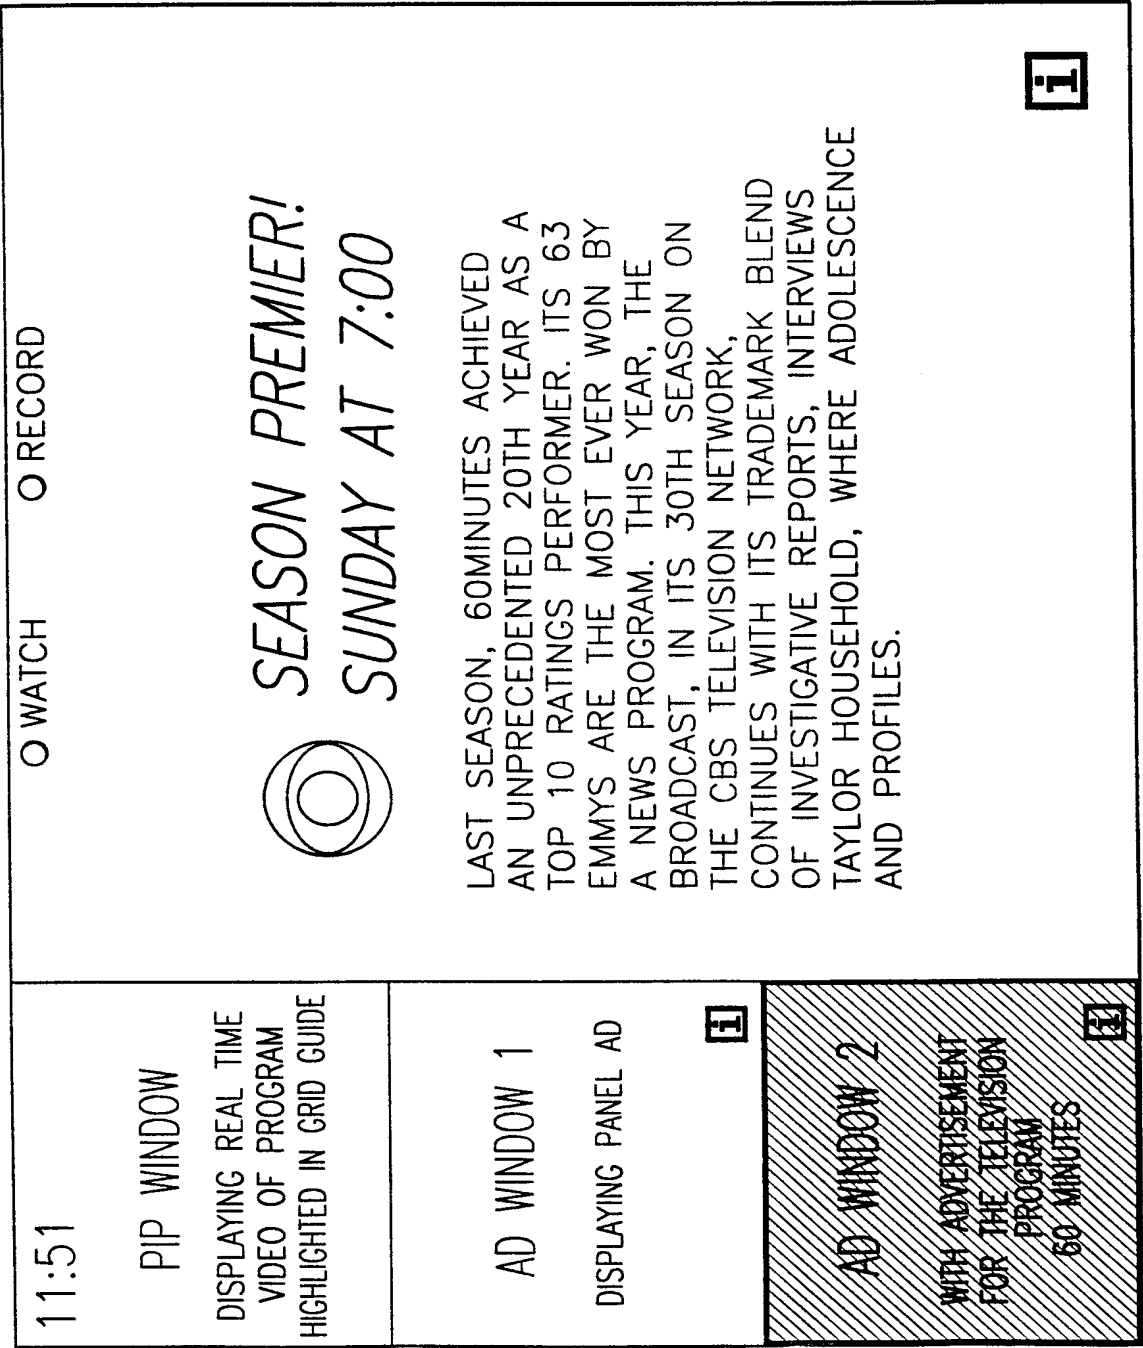 11:51
PIP WINDOW
DISPLAYING REAL TIME
VIDEO OF PROGRAM
HIGHLIGHTED IN GRID GUIDE
AD WINDOW 1
DISPLAYING PANEL AD
i
AD WINDOW 2
WITH ADVERTISEMENT
FOR THE TELEVISION
PROGRAM
60 MINUTES
i
O WATCH O RECORD
SEASON PREMIER!
SUNDAY AT 7:00
LAST SEASON, 60MINUTES ACHIEVED
AN UNPRECEDENTED 20TH YEAR AS A
TOP 10 RATINGS PERFORMER. ITS 63
EMMYS ARE THE MOST EVER WON BY
A NEWS PROGRAM. THIS YEAR, THE
BROADCAST, IN ITS 30TH SEASON ON
THE CBS TELEVISION NETWORK,
CONTINUES WITH ITS TRADEMARK BLEND
OF INVESTIGATIVE REPORTS, INTERVIEWS
TAYLOR HOUSEHOLD, WHERE ADOLESCENCE
AND PROFILES.
i